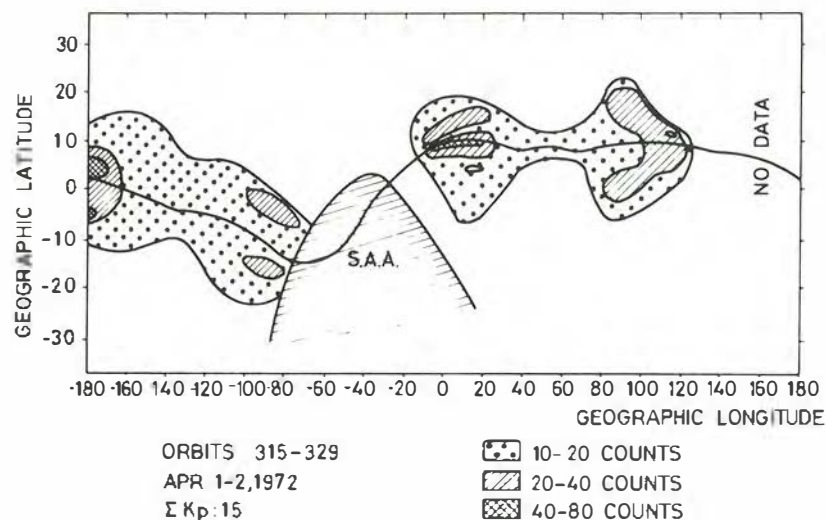 GEOGRAPHIC LATITUDE
30
20
10
0
-10
-20
-30
S.A.A.
NO DATA
-180 -160 -140 -120 -100 -80 -60 -40 -20 0 20 40 60 80 100 120 140 160 180
GEOGRAPHIC LONGITUDE
ORBITS 315-329
APR 1-2,1972
Σ Kp:15
10-20 COUNTS
20-40 COUNTS
40-80 COUNTS